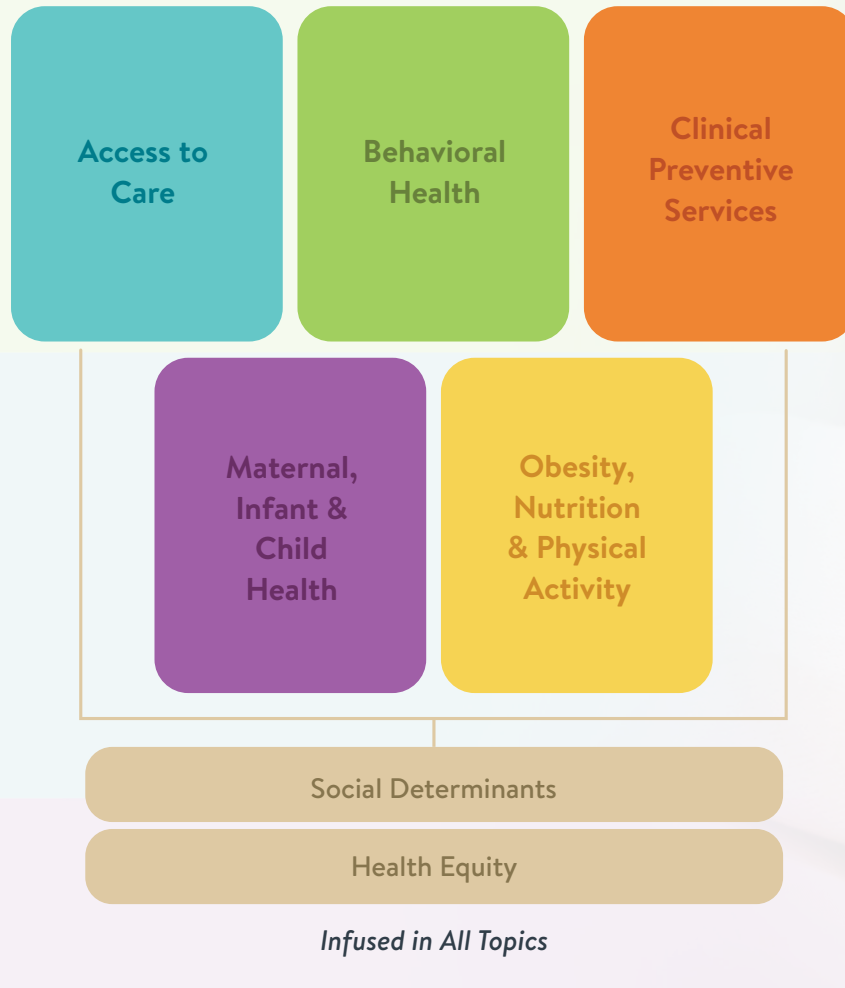 Access to
Care
Behavioral
Health
Clinical
Preventive
Services
Maternal,
Infant &
Child
Health
Obesity,
Nutrition
& Physical
Activity
Social Determinants
Health Equity
Infused in All Topics